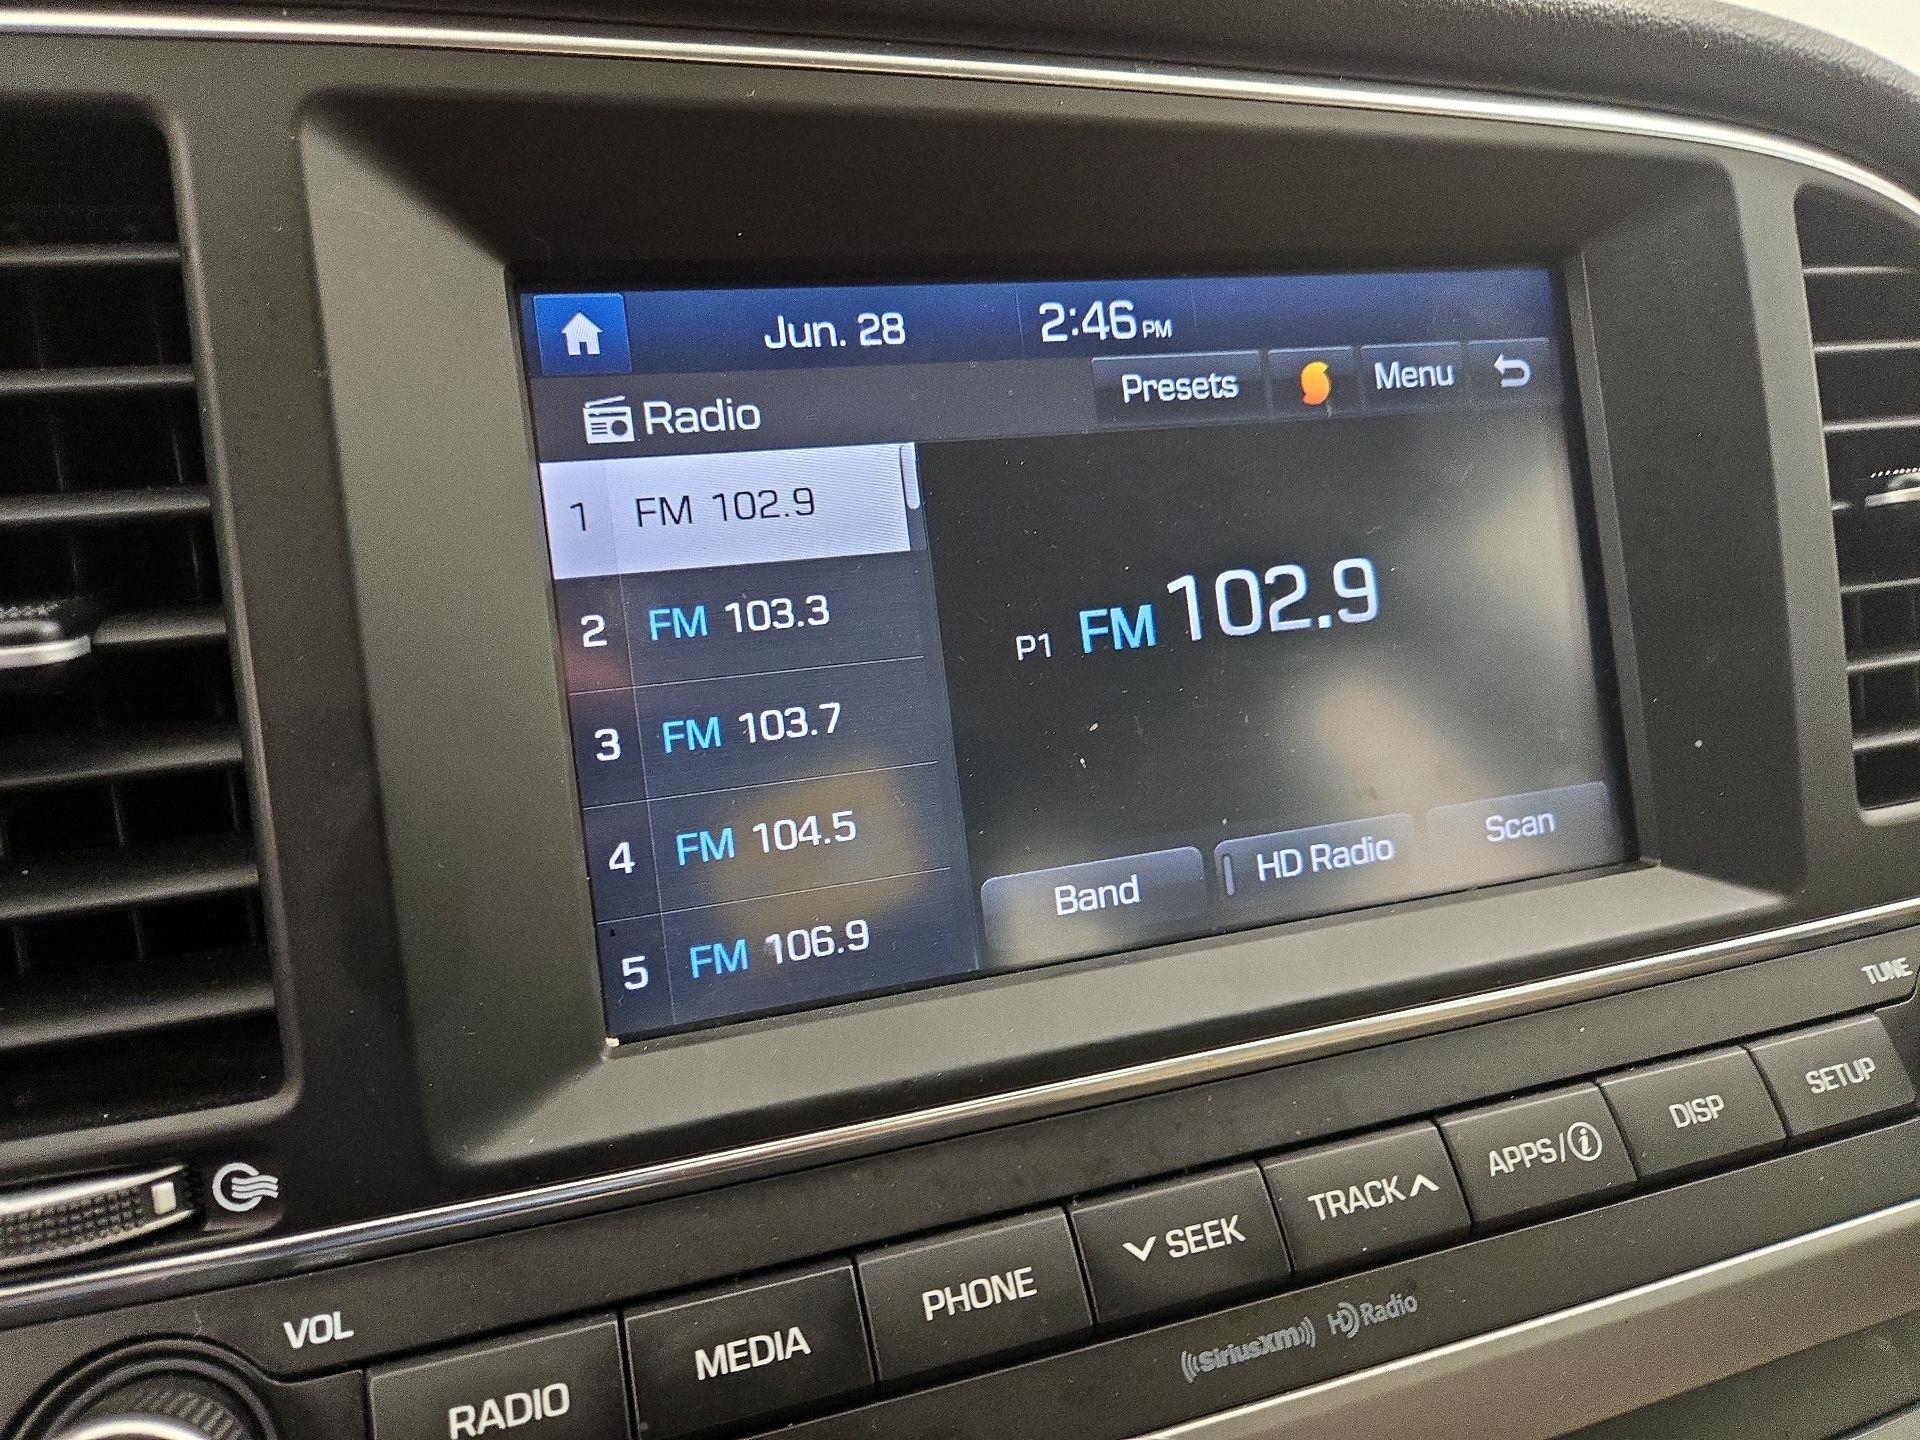 Jun. 28 2:46 PM
Radio Presets Menu
1 FM 102.9
2 FM 103.3
3 FM 103.7
4 FM 104.5
5 FM 106.9
P1 FM 102.9
Band HD Radio Scan
TUNE
VOL
RADIO MEDIA PHONE SEEK TRACK APPS/i DISP SETUP
SiriusXM HD Radio